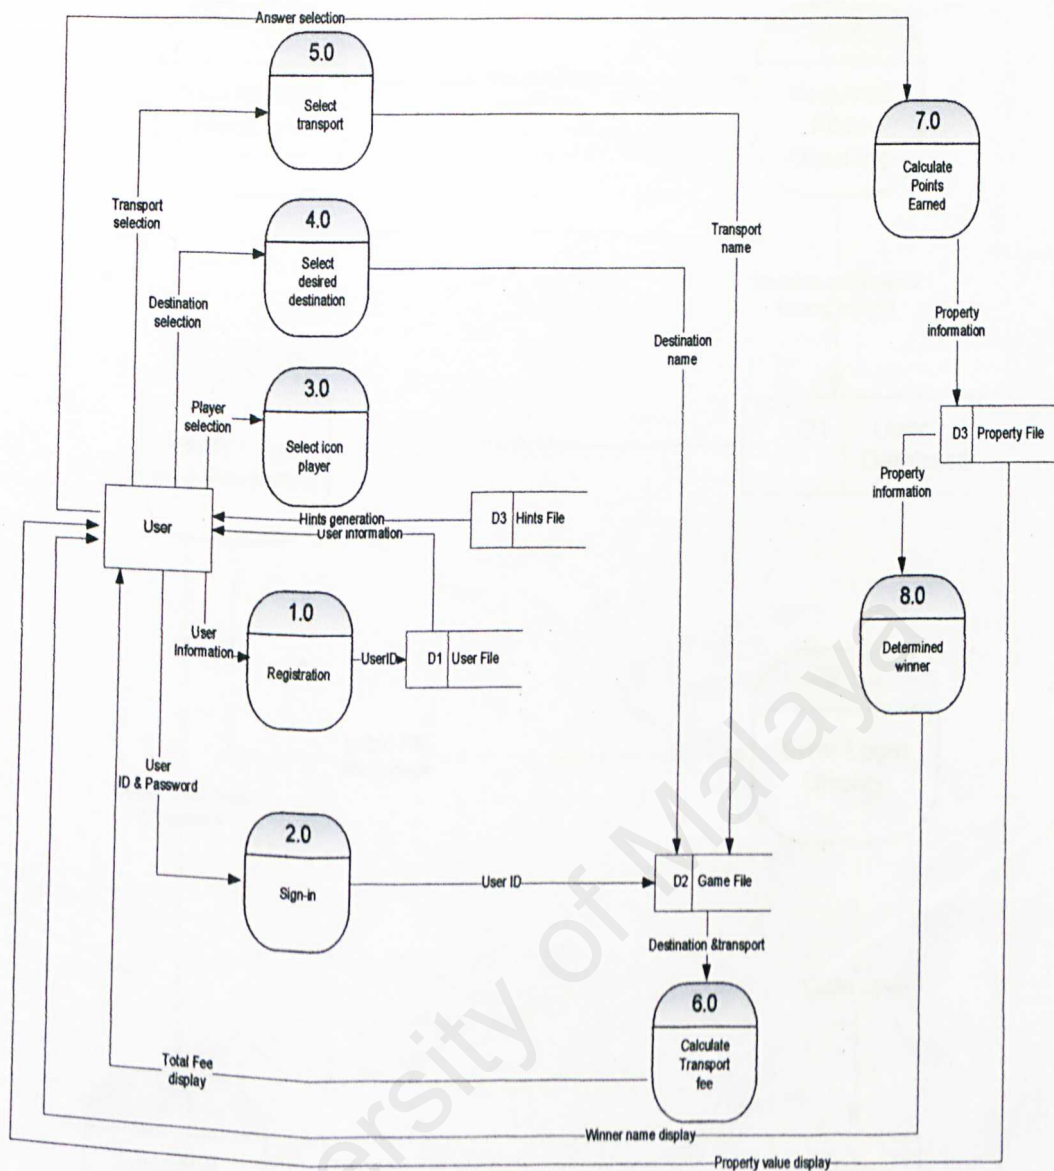 Answer selection
5.0
Select
transport
7.0
Calculate
Points
Earned
Transport
selection
4.0
Select
desired
destination
Transport
name
Destination
selection
Property
information
Destination
name
3.0
Select icon
player
Player
selection
D3 Property File
Property
information
User
Hints generation
User information
D3 Hints File
8.0
Determined
winner
1.0
Registration
User
Information
UserID
D1 User File
User
ID & Password
2.0
Sign-in
User ID
D2 Game File
Destination &transport
6.0
Calculate
Transport
fee
Total Fee
display
Winner name display
Property value display
ersity of Malaya